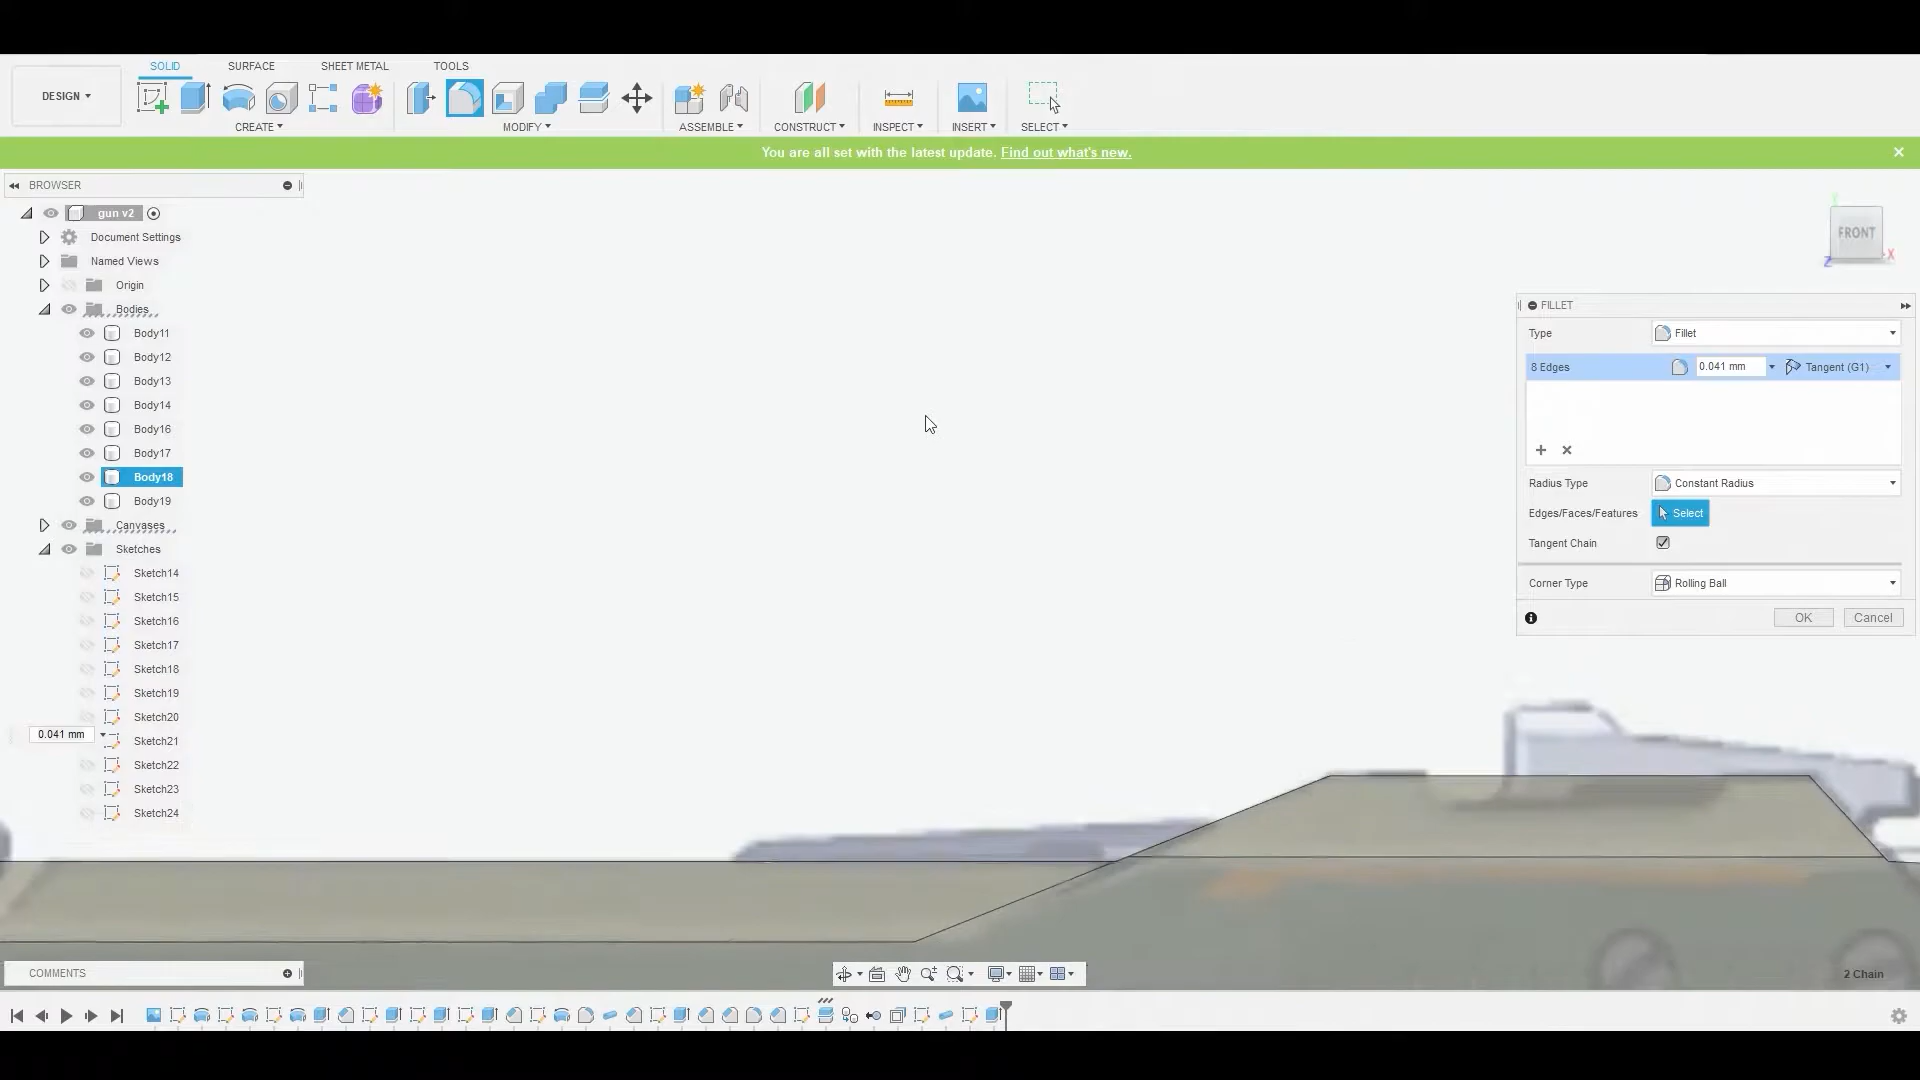 SOLID SURFACE SHEET METAL TOOLS
DESIGN
CREATE MODIFY ASSEMBLE CONSTRUCT INSPECT INSERT SELECT
You are all set with the latest update. Find out what's new.
BROWSER
gun v2
Document Settings
Named Views
Origin
Bodies
Body11
Body12
Body13
Body14
Body16
Body17
Body18
Body19
Canvases
Sketches
Sketch14
Sketch15
Sketch16
Sketch17
Sketch18
Sketch19
Sketch20
0.041 mm
Sketch21
Sketch22
Sketch23
Sketch24
COMMENTS
Y
FRONT
X
Z
FILLET
Type Fillet
8 Edges 0.041 mm Tangent (G1)
Radius Type Constant Radius
Edges/Faces/Features Select
Tangent Chain
Corner Type Rolling Ball
OK Cancel
2 Chain